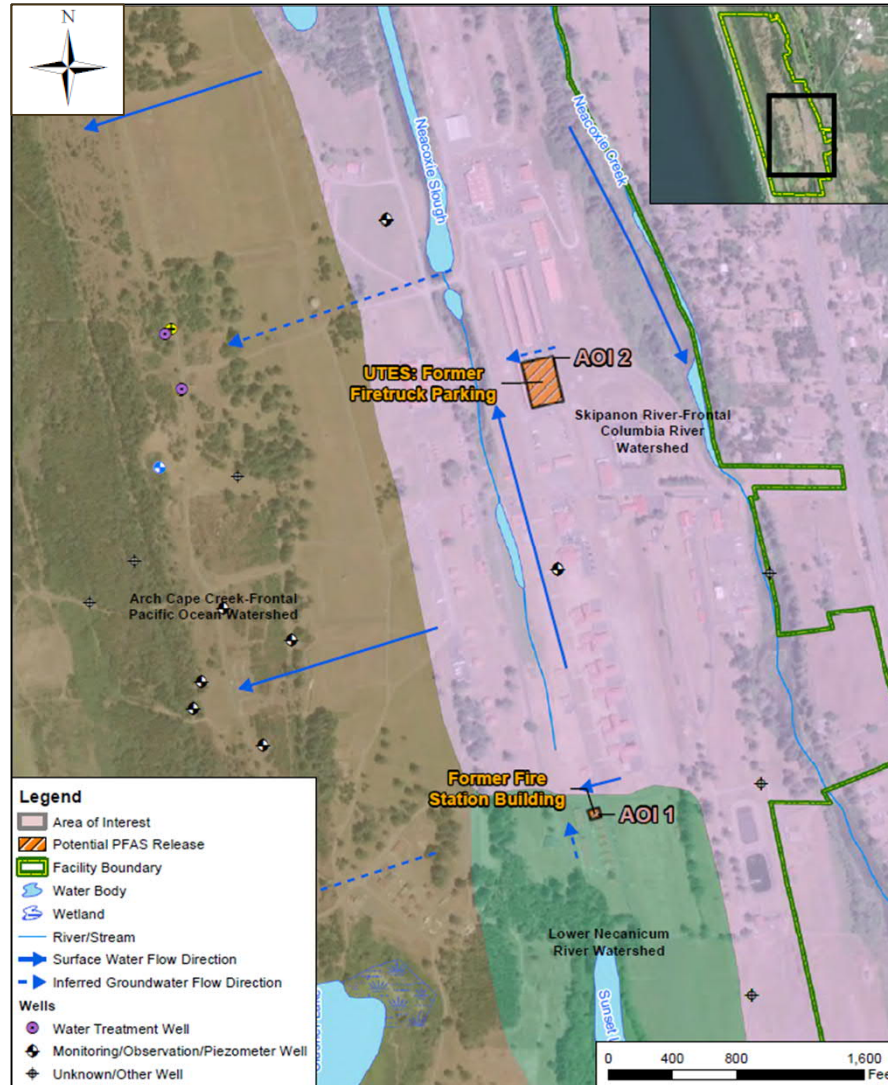 N
Neacoxie Slough
Neacoxie Creek
AOI 2
UTES: Former
Firetruck Parking
Skipanon River-Frontal
Columbia River
Watershed
Arch Cape Creek-Frontal
Pacific Ocean Watershed
Former Fire
Station Building
AOI 1
Lower Necanicum
River Watershed
Sunset L
Legend
Area of Interest
Potential PFAS Release
Facility Boundary
Water Body
Wetland
River/Stream
Surface Water Flow Direction
Inferred Groundwater Flow Direction
Wells
Water Treatment Well
Monitoring/Observation/Piezometer Well
Unknown/Other Well
0 400 800 1,600
Fee